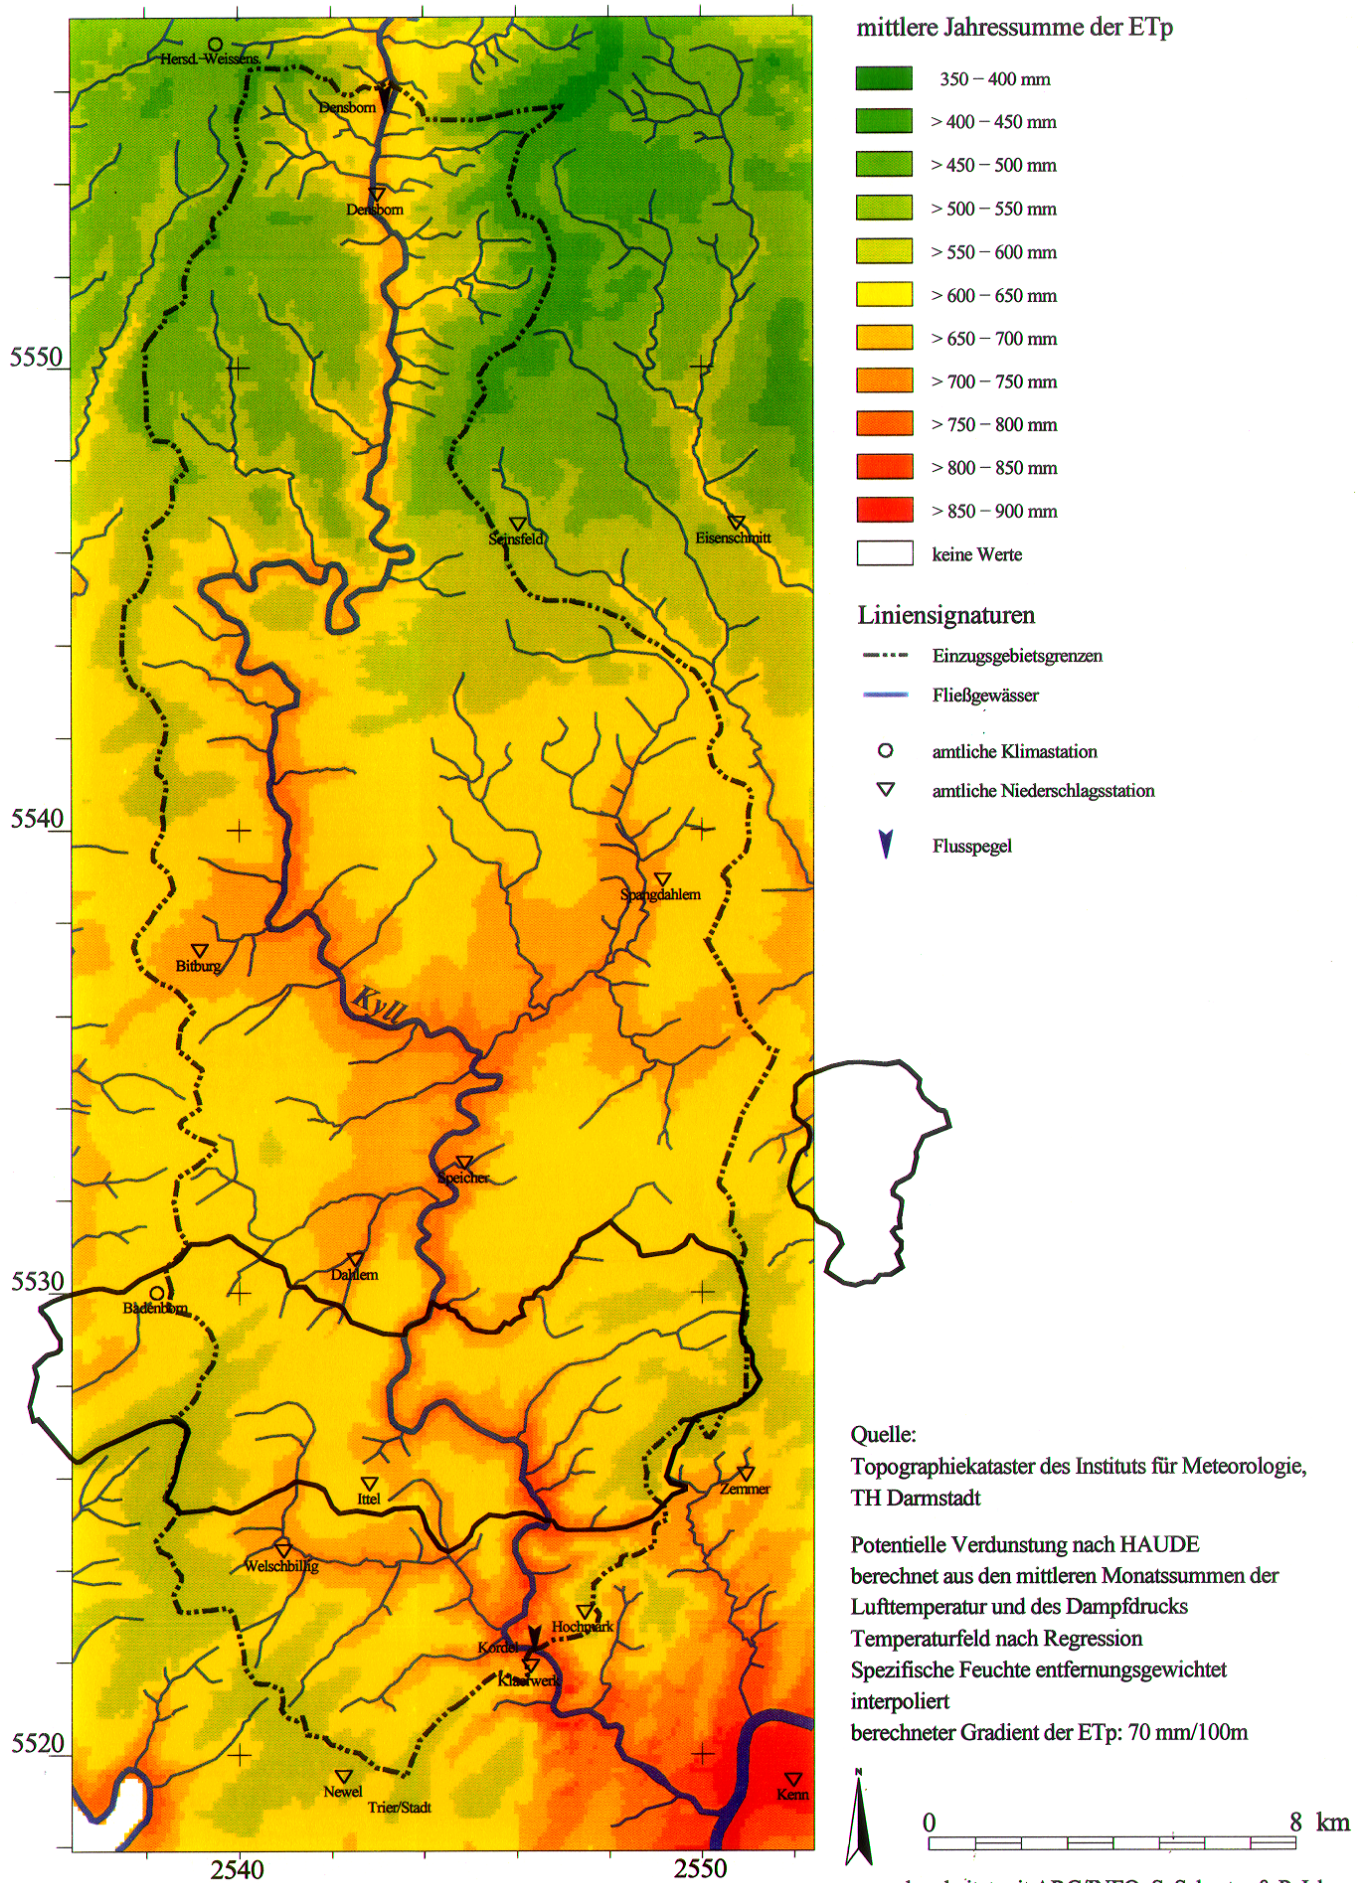 mittlere Jahressumme der ETp
350 – 400 mm
> 400 – 450 mm
> 450 – 500 mm
> 500 – 550 mm
> 550 – 600 mm
> 600 – 650 mm
> 650 – 700 mm
> 700 – 750 mm
> 750 – 800 mm
> 800 – 850 mm
> 850 – 900 mm
keine Werte
Liniensignaturen
Einzugsgebietsgrenzen
Fließgewässer
amtliche Klimastation
amtliche Niederschlagsstation
Flusspegel
Hersd.-Weissens.
Densborn
Densborn
5550
Seinsfeld
Eisenschmitt
5540
Spangdahlem
Bitburg
Kyll
Speicher
Dahlem
5530
Badenborn
Ittel
Zemmer
Welschbillig
Hochmark
Kordel
Klaerwerk
5520
Newel
Trier/Stadt
Kenn
2540
2550
Quelle:
Topographiekataster des Instituts für Meteorologie,
TH Darmstadt
Potentielle Verdunstung nach HAUDE
berechnet aus den mittleren Monatssummen der
Lufttemperatur und des Dampfdrucks
Temperaturfeld nach Regression
Spezifische Feuchte entfernungsgewichtet
interpoliert
berechneter Gradient der ETp: 70 mm/100m
N
0 8 km